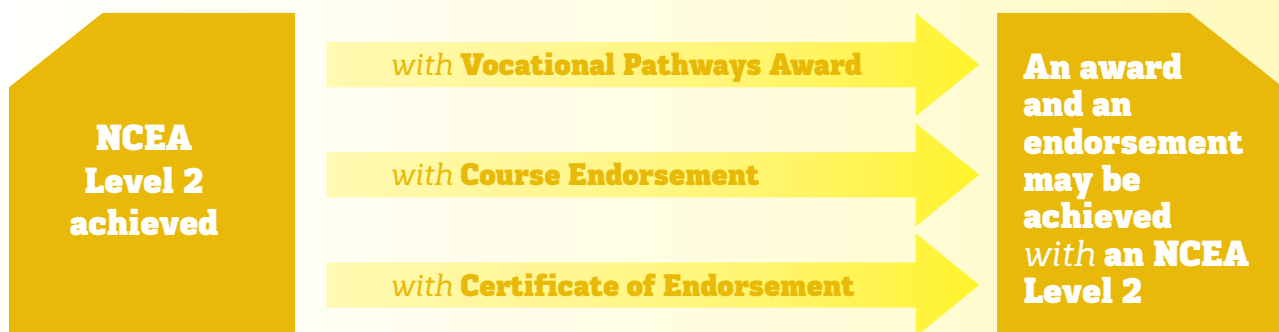 NCEA
Level 2
achieved
with Vocational Pathways Award
with Course Endorsement
with Certificate of Endorsement
An award
and an
endorsement
may be
achieved
with an NCEA
Level 2